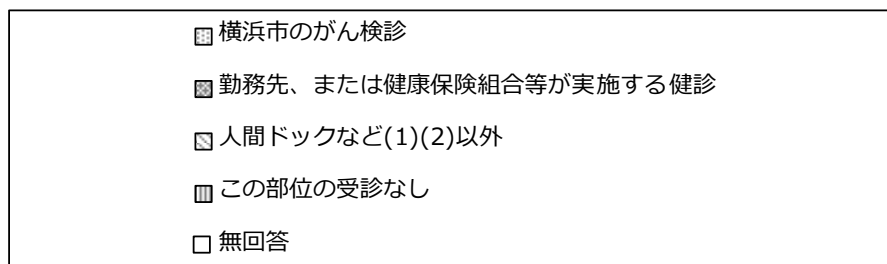 横浜市のがん検診
勤務先、または健康保険組合等が実施する健診
人間ドックなど(1)(2)以外
この部位の受診なし
無回答